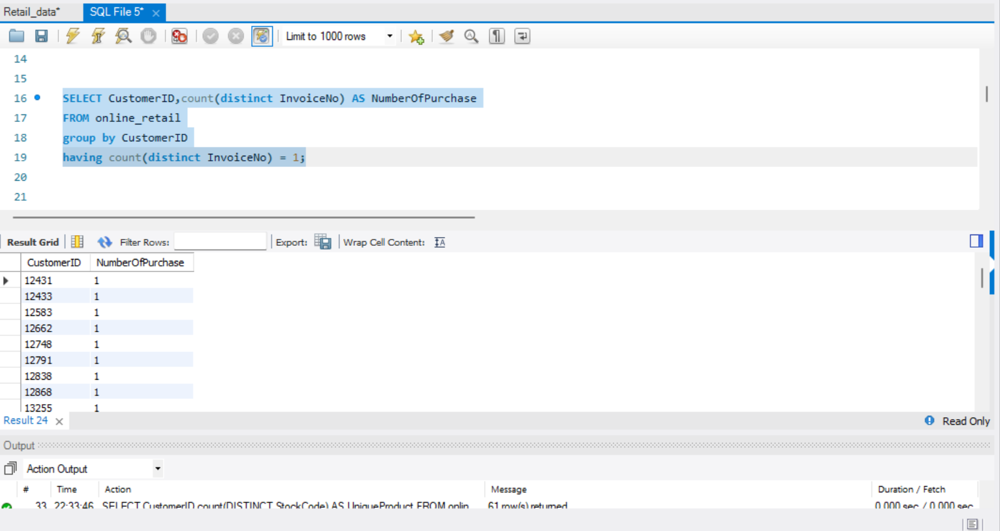 Retail_data* SQL File 5* ×
Limit to 1000 rows
14
15
16 SELECT CustomerID,count(distinct InvoiceNo) AS NumberOfPurchase
17 FROM online_retail
18 group by CustomerID
19 having count(distinct InvoiceNo) = 1;
20
21
Result Grid Filter Rows: Export: Wrap Cell Content: IA
CustomerID NumberOfPurchase
12431 1
12433 1
12583 1
12662 1
12748 1
12791 1
12838 1
12868 1
13255 1
Result 24 × Read Only
Output
Action Output
# Time Action Message Duration / Fetch
33 22:33:46 SELECT CustomerID,count(DISTINCT StockCode) AS UniqueProduct FROM onlin... 61 row(s) returned 0.000 sec / 0.000 sec